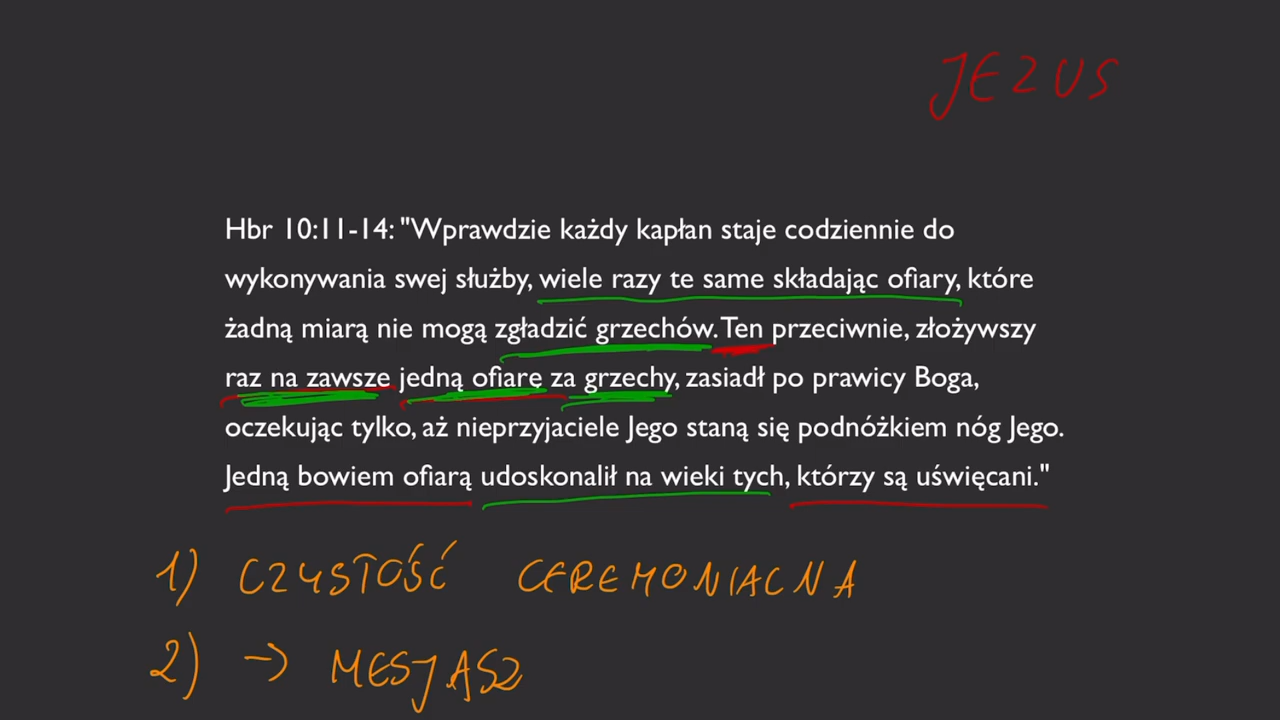 JEZUS
Hbr 10:11-14: "Wprawdzie każdy kapłan staje codziennie do
wykonywania swej służby, wiele razy te same składając ofiary, które
żadną miarą nie mogą zgładzić grzechów. Ten przeciwnie, złożywszy
raz na zawsze jedną ofiarę za grzechy, zasiadł po prawicy Boga,
oczekując tylko, aż nieprzyjaciele Jego staną się podnóżkiem nóg Jego.
Jedną bowiem ofiarą udoskonalił na wieki tych, którzy są uświęcani."
1) CZYSTOŚĆ CEREMONIALNA
2) → MESJASZ